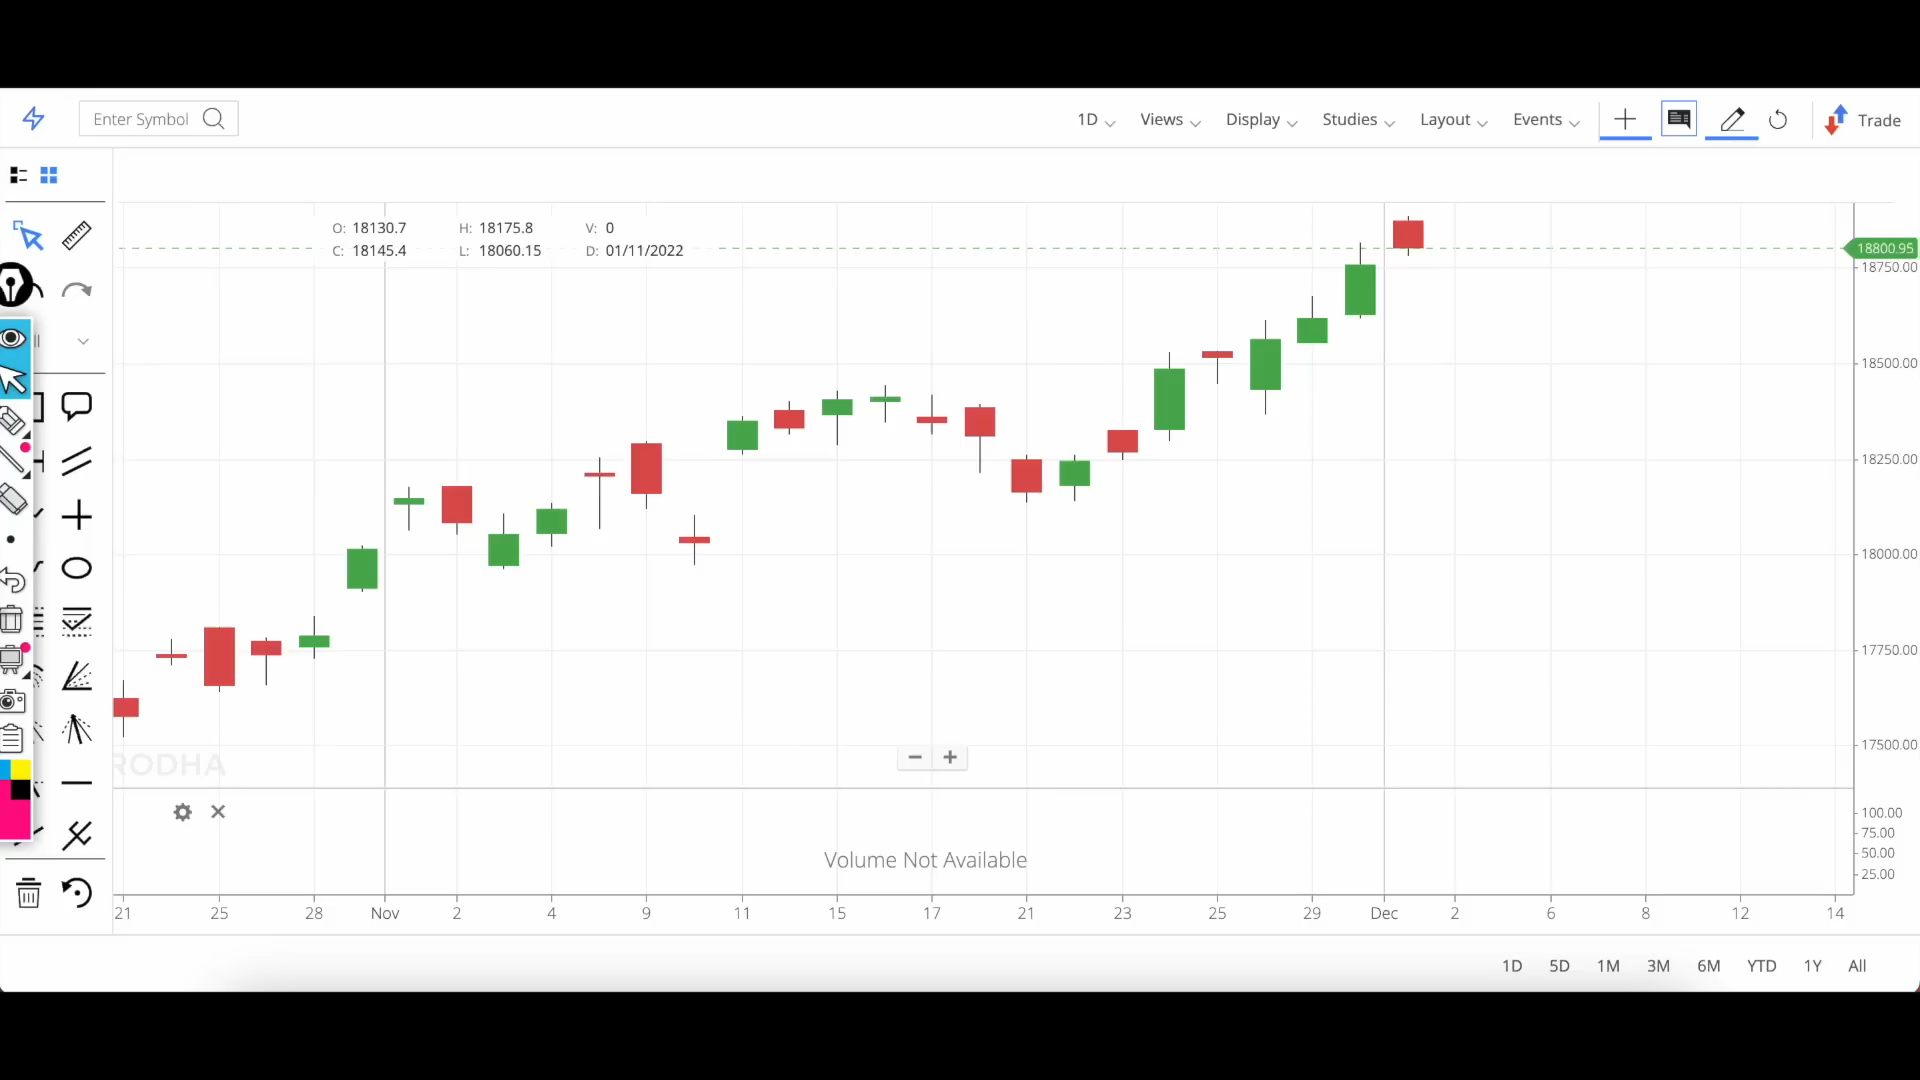 Enter Symbol 1D Views Display Studies Layout Events Trade
O: 18130.7 H: 18175.8 V: 0
C: 18145.4 L: 18060.15 D: 01/11/2022
18800.95
18750.00
18500.00
18250.00
18000.00
17750.00
17500.00
RODHA
100.00
75.00
50.00
25.00
Volume Not Available
21 25 28 Nov 2 4 9 11 15 17 21 23 25 29 Dec 2 6 8 12 14
1D 5D 1M 3M 6M YTD 1Y All